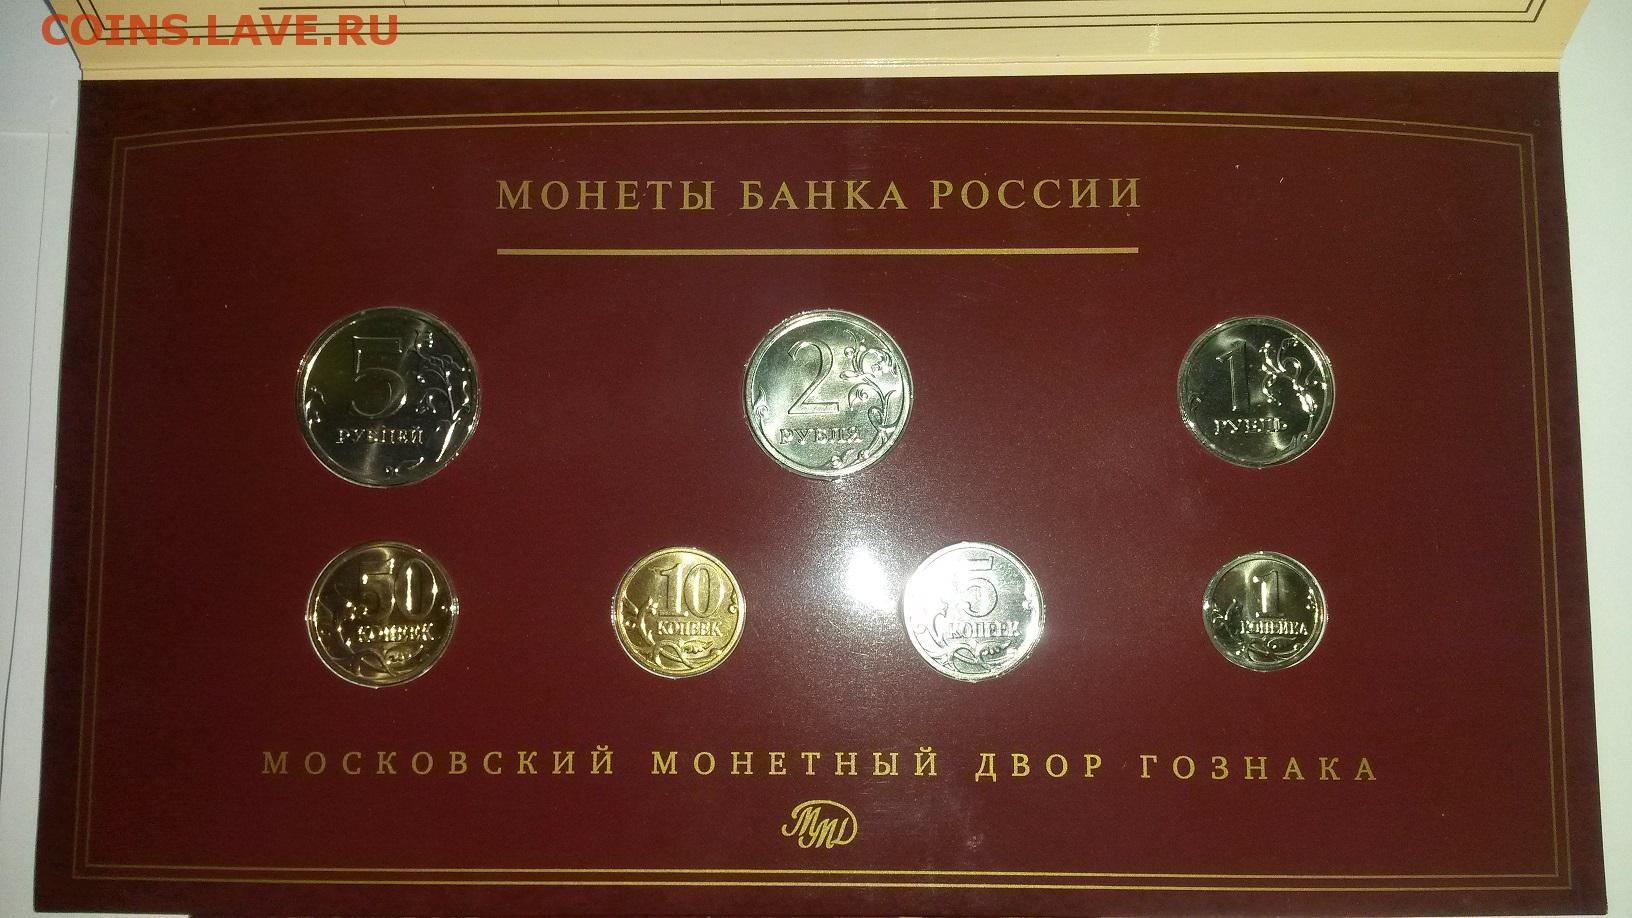 COINS.LAVE.RU
МОНЕТЫ БАНКА РОССИИ
5
РУБЛЕЙ
2
РУБЛЯ
1
РУБЛЬ
50
КОПЕЕК
10
КОПЕЕК
5
КОПЕЕК
1
КОПЕЙКА
МОСКОВСКИЙ МОНЕТНЫЙ ДВОР ГОЗНАКА
ММД